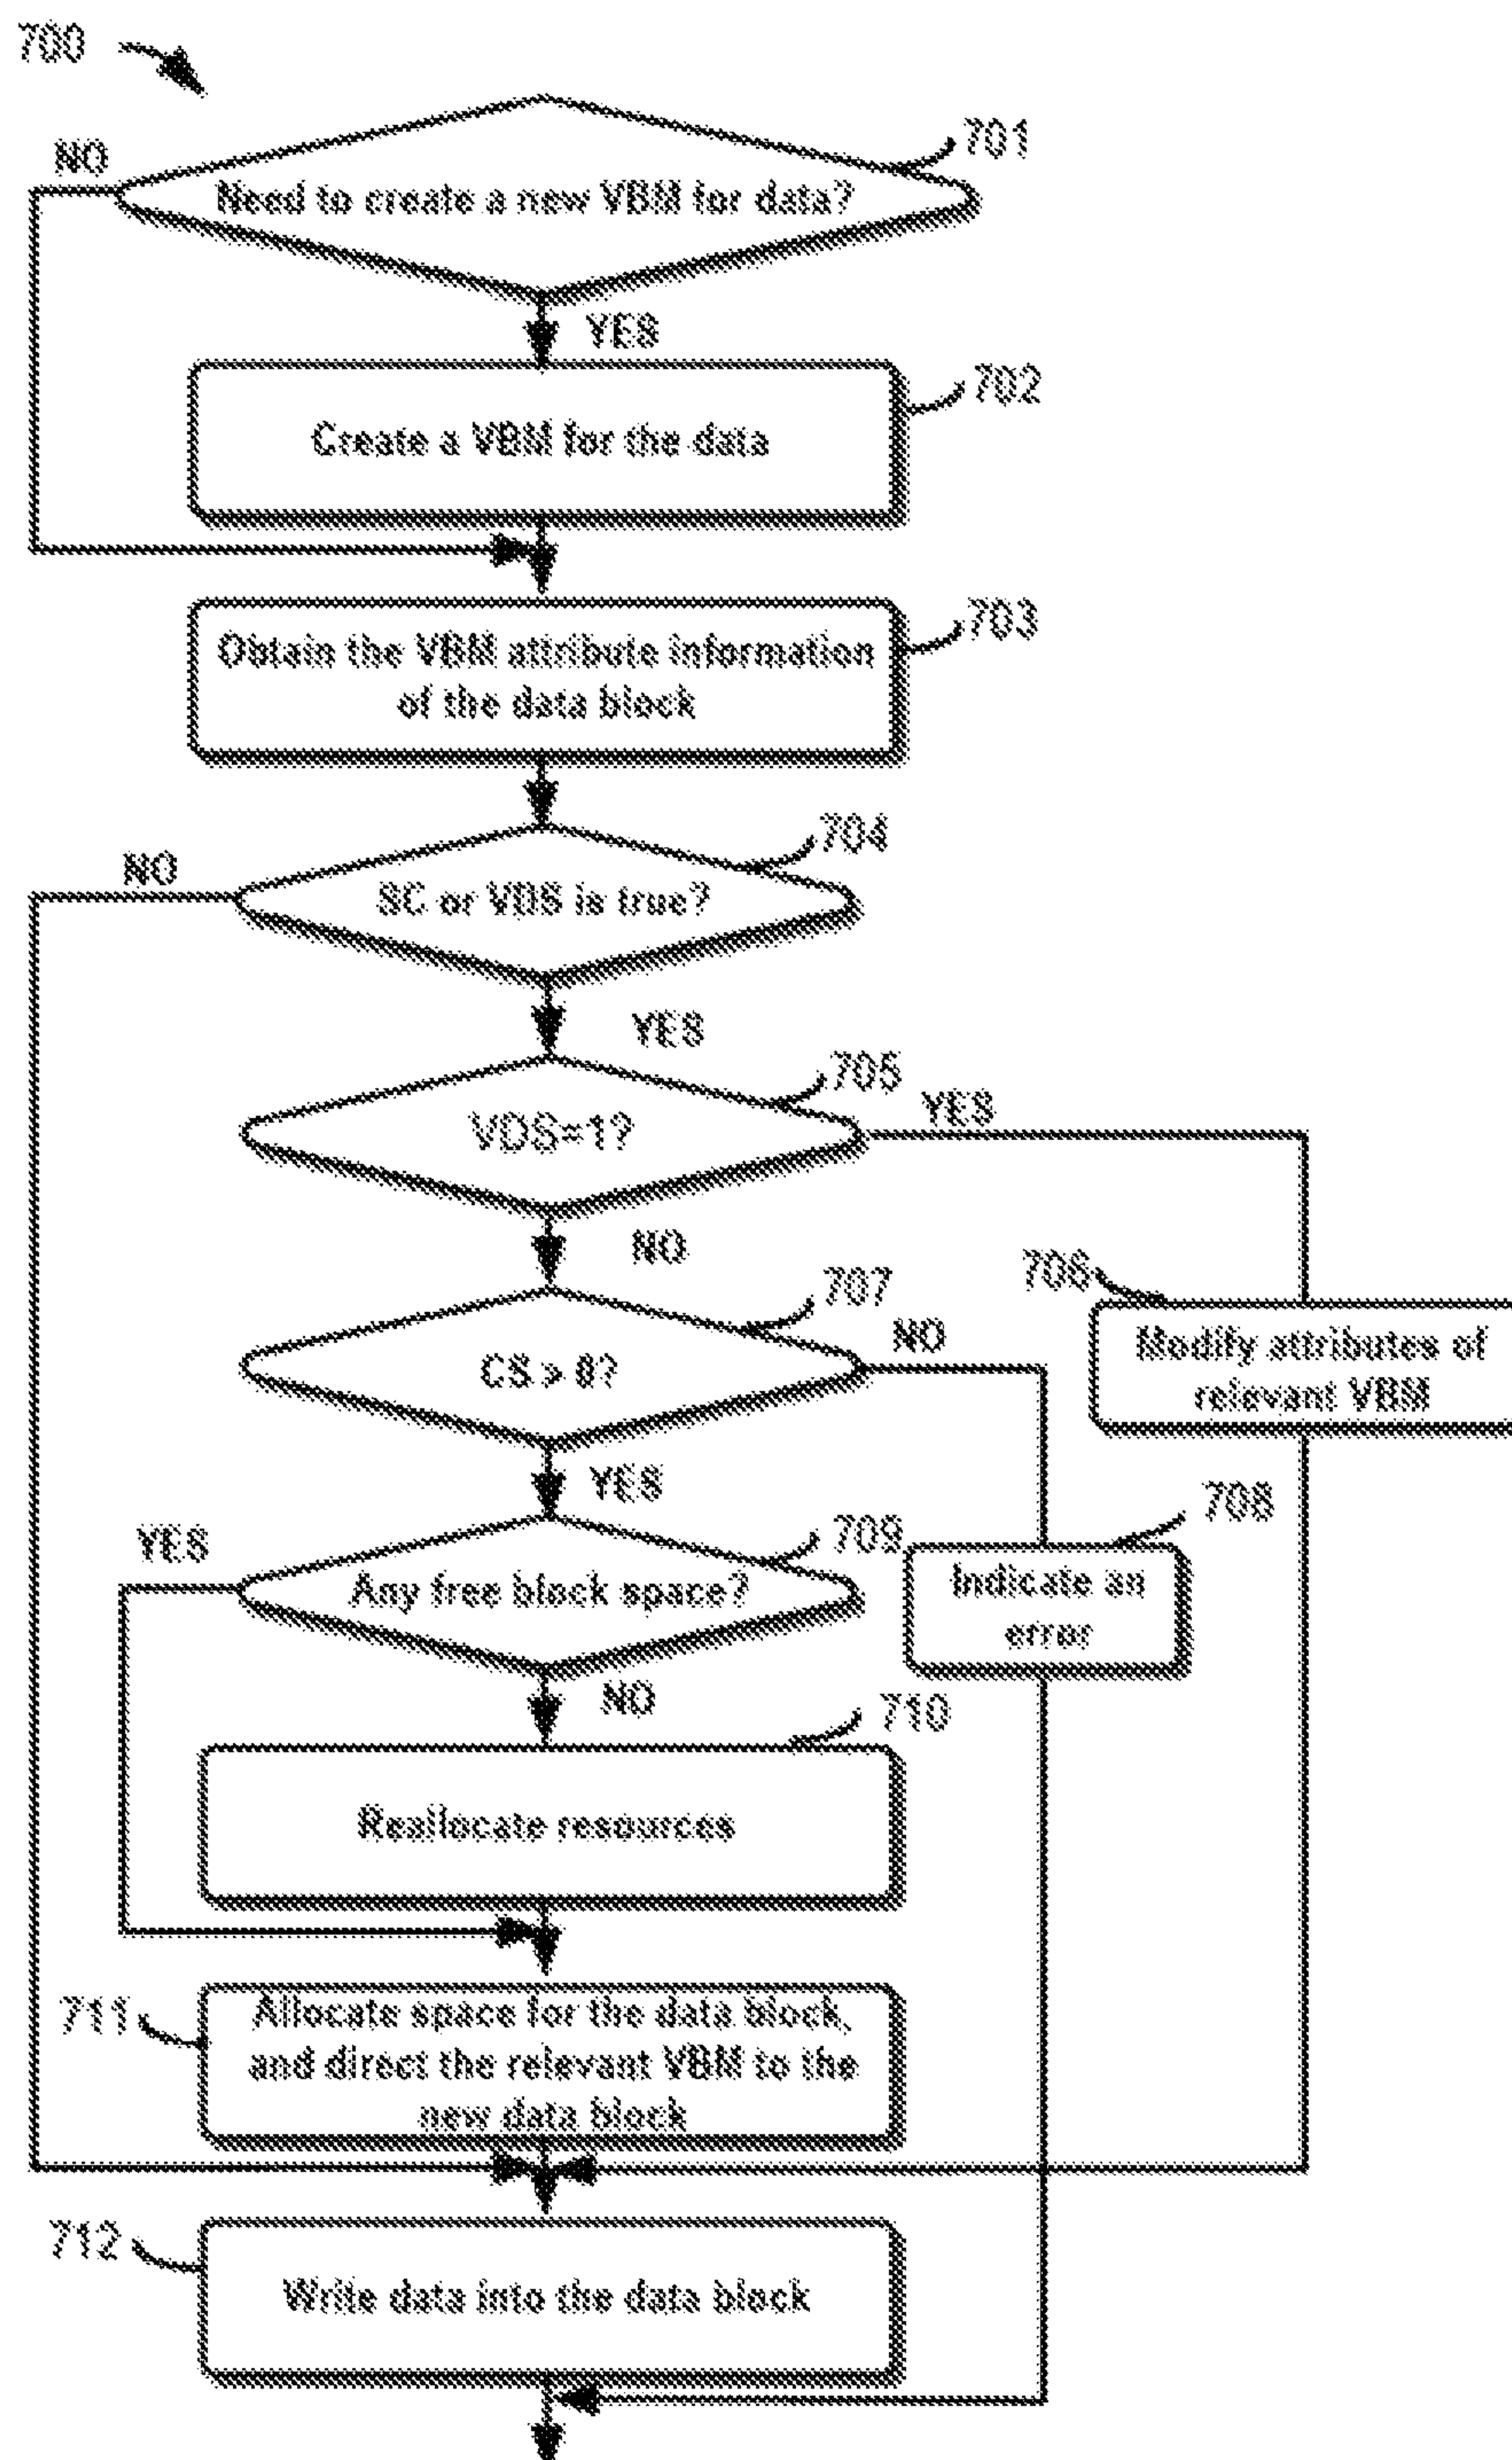 700
NO
701
Need to create a new VBM for data?
YES
702
Create a VBM for the data
703
Obtain the VBM attribute information
of the data block
704
NO
SC or VDS is true?
YES
705
YES
VDS=1?
NO
706
707
NO
Modify attributes of
relevant VBM
CS > 0?
YES
708
YES
709
Any free block space?
Indicate an
error
NO
710
Reallocate resources
711
Allocate space for the data block,
and direct the relevant VBM to the
new data block
712
Write data into the data block